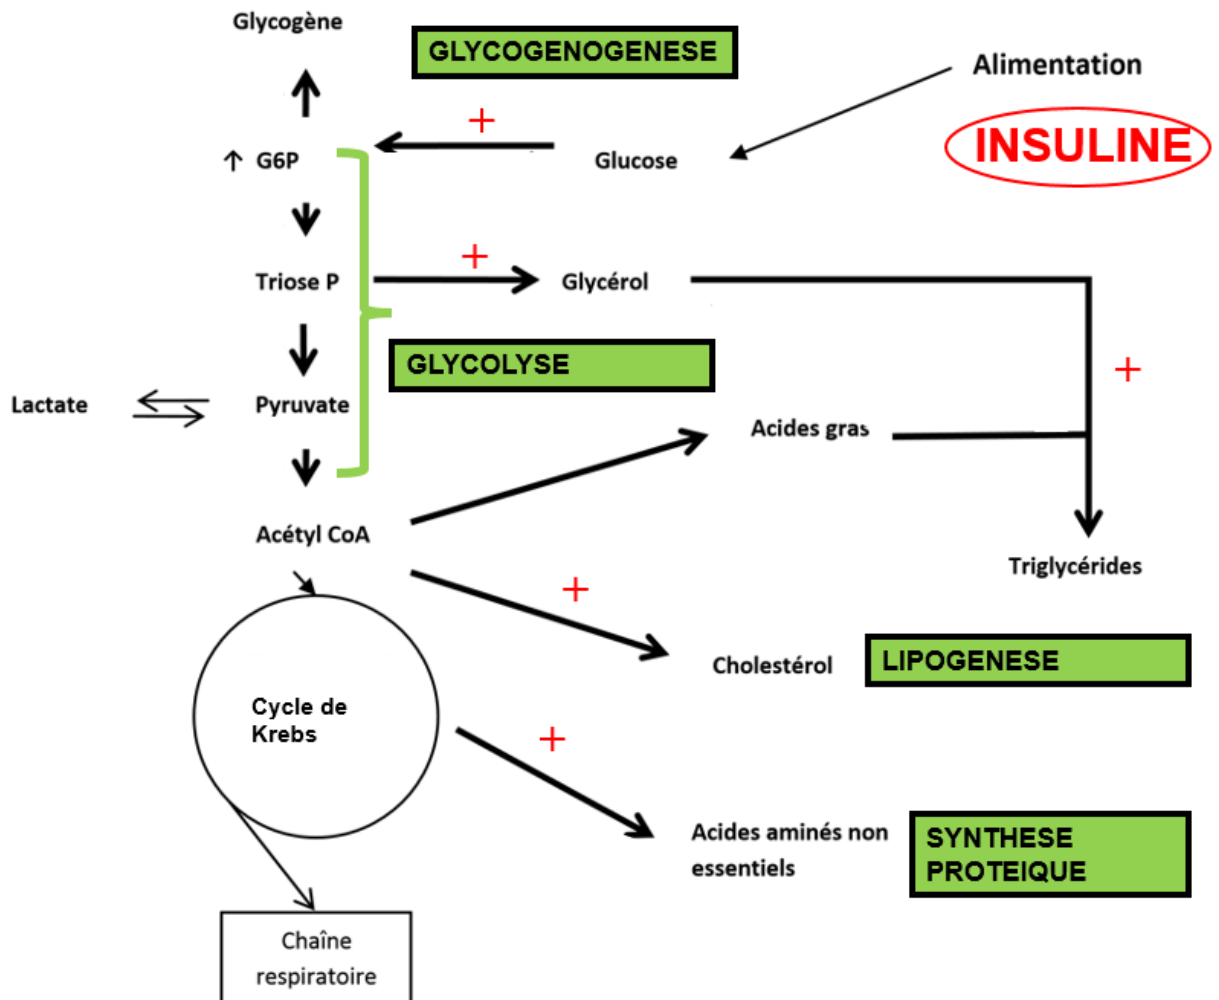 Glycogène
GLYCOGENOGENESE
Alimentation
+
INSULINE
↑ G6P
Glucose
+
Triose P
Glycérol
GLYCOLYSE
+
Lactate
Pyruvate
Acides gras
Acétyl CoA
Triglycérides
+
Cholestérol
LIPOGENESE
Cycle de
Krebs
+
Acides aminés non
essentiels
SYNTHESE
PROTEIQUE
Chaîne
respiratoire